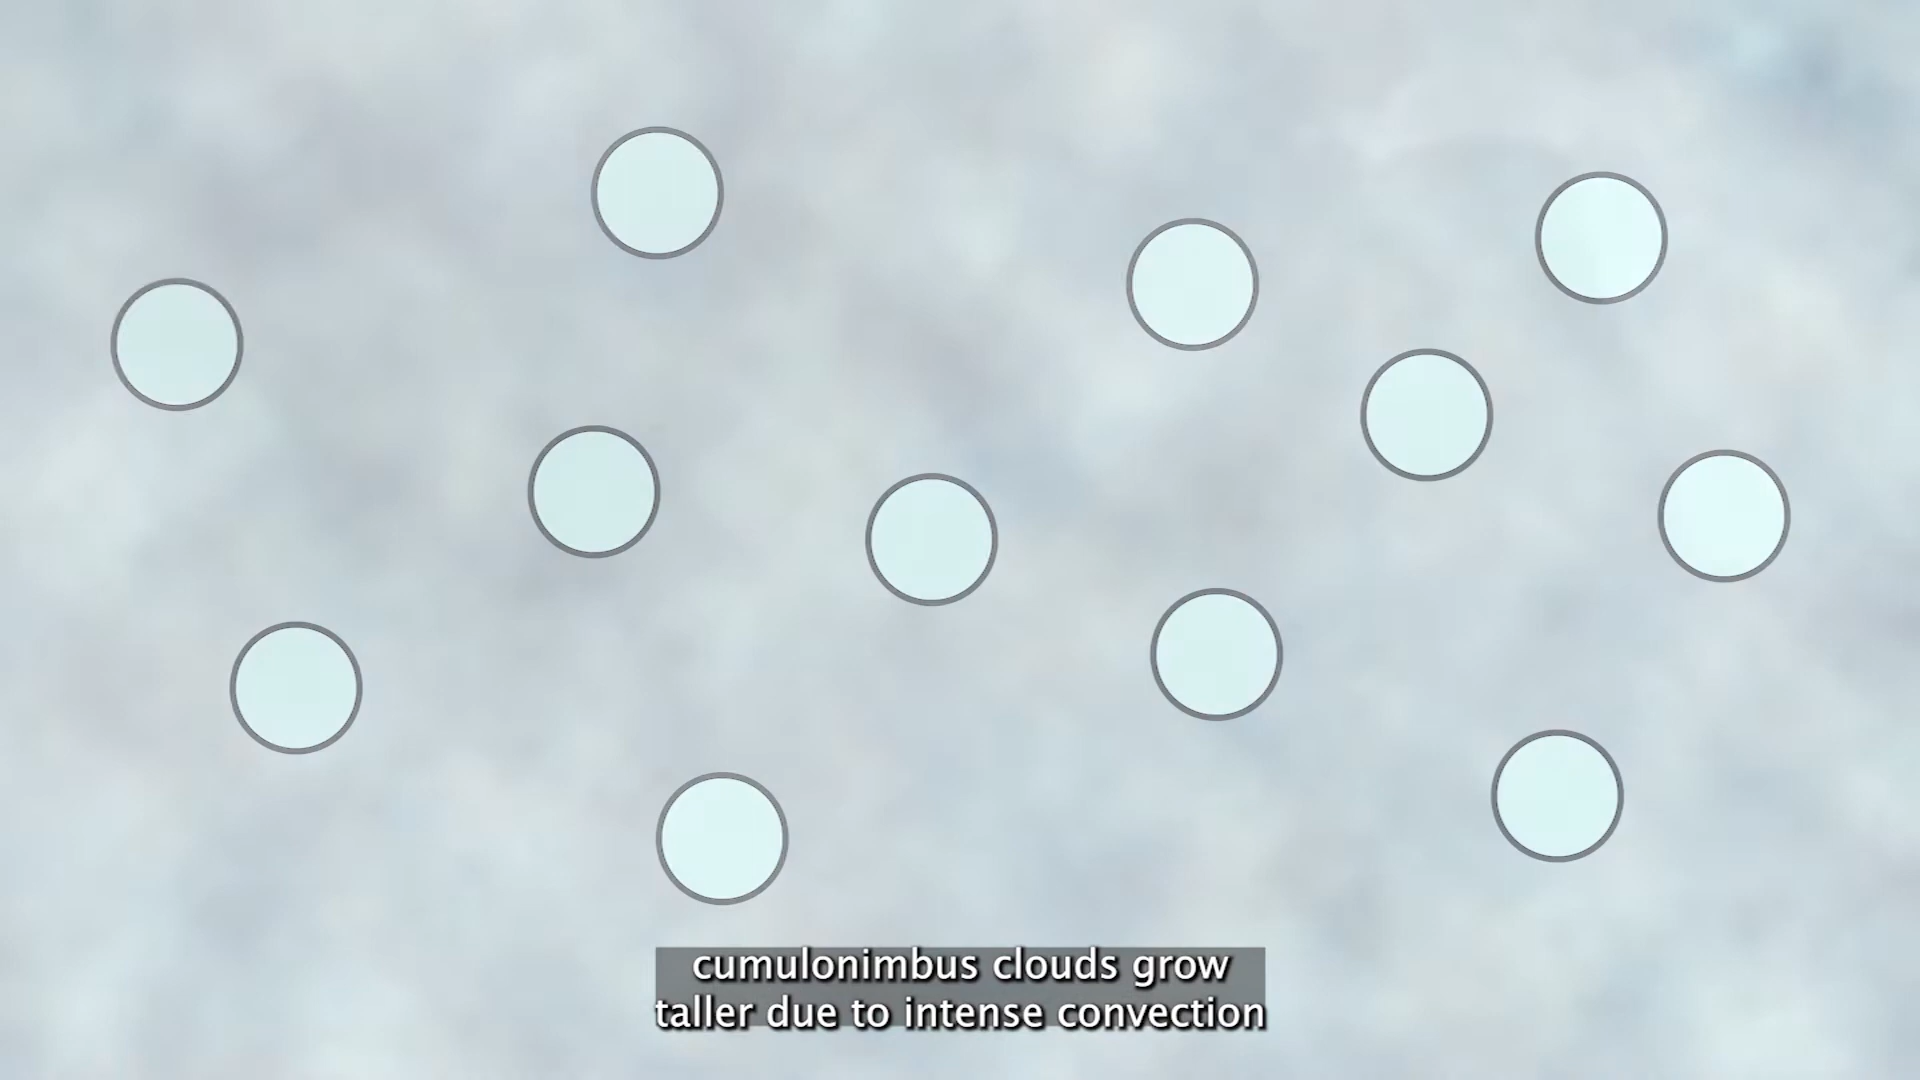 cumulonimbus clouds grow
taller due to intense convection